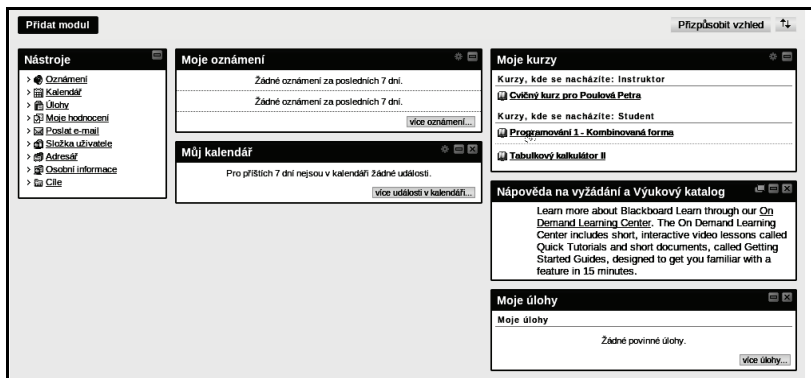 Přidat modul
Přizpůsobit vzhled
Nástroje
Oznámení
Kalendář
Úlohy
Moje hodnocení
Poslat e-mail
Složka uživatele
Adresář
Osobní informace
Cíle
Moje oznámení
Žádné oznámení za posledních 7 dní.
Žádné oznámení za posledních 7 dní.
více oznámení...
Můj kalendář
Pro příštích 7 dní nejsou v kalendáři žádné události.
více události v kalendáři...
Moje kurzy
Kurzy, kde se nacházíte: Instruktor
Cvičný kurz pro Poulová Petra
Kurzy, kde se nacházíte: Student
Programování 1 - Kombinovaná forma
Tabulkový kalkulátor II
Nápověda na vyžádání a Výukový katalog
Learn more about Blackboard Learn through our On
Demand Learning Center. The On Demand Learning
Center includes short, interactive video lessons called
Quick Tutorials and short documents, called Getting
Started Guides, designed to get you familiar with a
feature in 15 minutes.
Moje úlohy
Moje úlohy
Žádné povinné úlohy.
více úlohy...